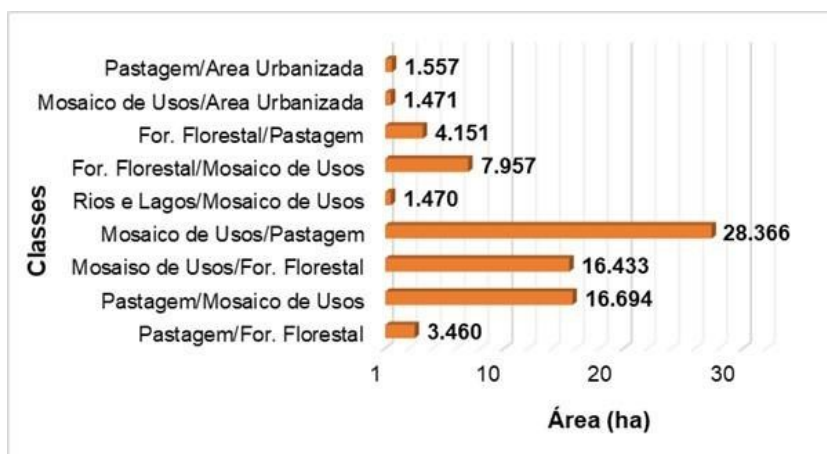 Classes
Pastagem/Area Urbanizada 1.557
Mosaico de Usos/Area Urbanizada 1.471
For. Florestal/Pastagem 4.151
For. Florestal/Mosaico de Usos 7.957
Rios e Lagos/Mosaico de Usos 1.470
Mosaico de Usos/Pastagem 28.366
Mosaiso de Usos/For. Florestal 16.433
Pastagem/Mosaico de Usos 16.694
Pastagem/For. Florestal 3.460
1 10 20 30
Área (ha)